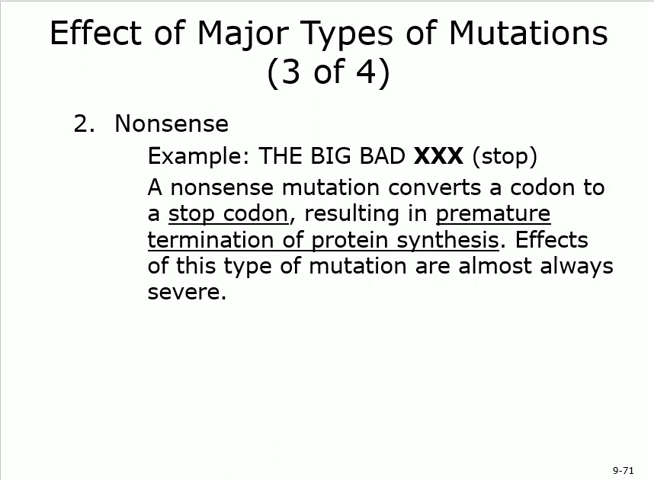 Effect of Major Types of Mutations
(3 of 4)
2. Nonsense
Example: THE BIG BAD XXX (stop)
A nonsense mutation converts a codon to
a stop codon, resulting in premature
termination of protein synthesis. Effects
of this type of mutation are almost always
severe.
9-71